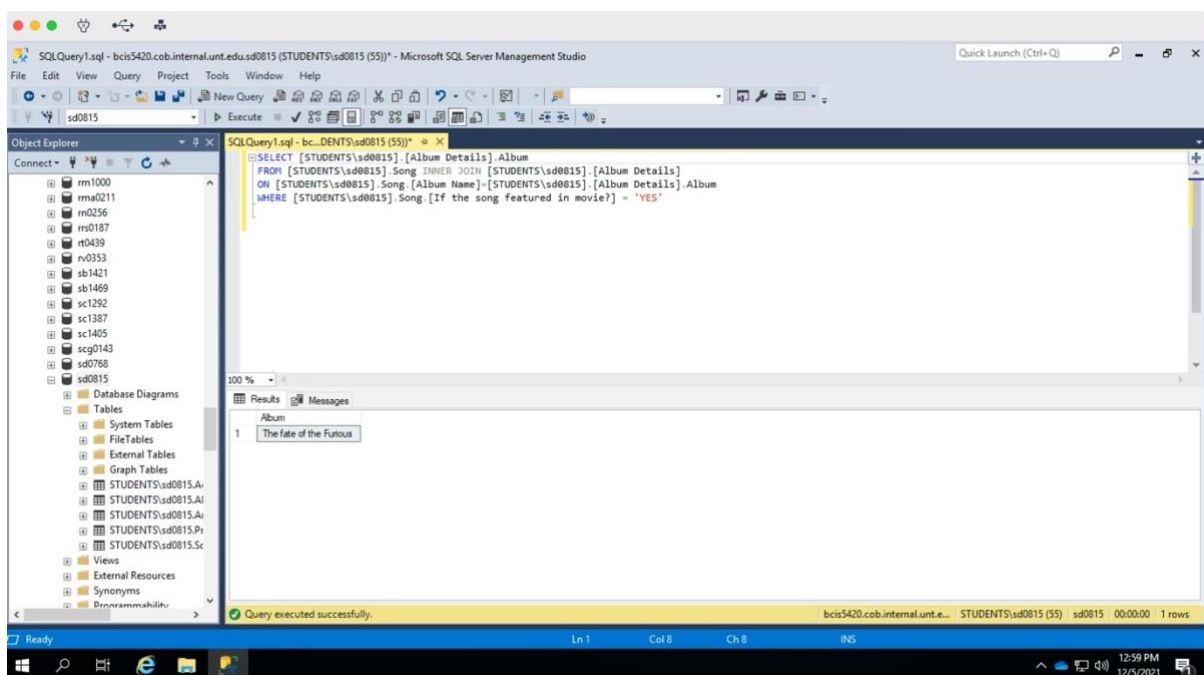 SQLQuery1.sql - bcis5420.cob.internal.unt.edu.sd0815 (STUDENTS\sd0815 (55))* - Microsoft SQL Server Management Studio
Quick Launch (Ctrl+Q)
File Edit View Query Project Tools Window Help
New Query
sd0815
Execute
Object Explorer
SQLQuery1.sql - bc...DENTS\sd0815 (55))*
Connect
rm1000
rma0211
rn0256
rrs0187
rt0439
rv0353
sb1421
sb1469
sc1292
sc1387
sc1405
scg0143
sd0768
sd0815
Database Diagrams
Tables
System Tables
FileTables
External Tables
Graph Tables
STUDENTS\sd0815.A
STUDENTS\sd0815.Al
STUDENTS\sd0815.A
STUDENTS\sd0815.P
STUDENTS\sd0815.S
Views
External Resources
Synonyms
Programmability
SELECT [STUDENTS\sd0815].[Album Details].Album
FROM [STUDENTS\sd0815].Song INNER JOIN [STUDENTS\sd0815].[Album Details]
ON [STUDENTS\sd0815].Song.[Album Name]=[STUDENTS\sd0815].[Album Details].Album
WHERE [STUDENTS\sd0815].Song.[If the song featured in movie?] = 'YES'
100 %
Results Messages
Album
1 The fate of the Furious
Query executed successfully.
bcis5420.cob.internal.unt.e... STUDENTS\sd0815 (55) sd0815 00:00:00 1 rows
Ready Ln 1 Col 8 Ch 8 INS
12:59 PM
12/5/2021